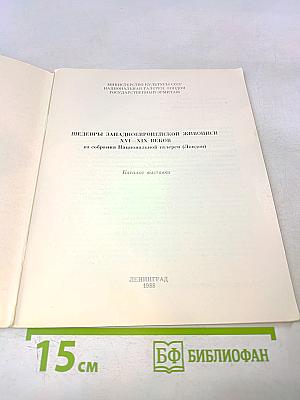 МИНИСТЕРСТВО КУЛЬТУРЫ СССР
НАЦИОНАЛЬНАЯ ГАЛЕРЕЯ, ЛОНДОН
ГОСУДАРСТВЕННЫЙ ЭРМИТАЖ
ШЕДЕВРЫ ЗАПАДНОЕВРОПЕЙСКОЙ ЖИВОПИСИ
XVI—XIX ВЕКОВ
из собрания Национальной галереи (Лондон)
Каталог выставки
ЛЕНИНГРАД
1988
15 см
БФ БИБЛИОФАН